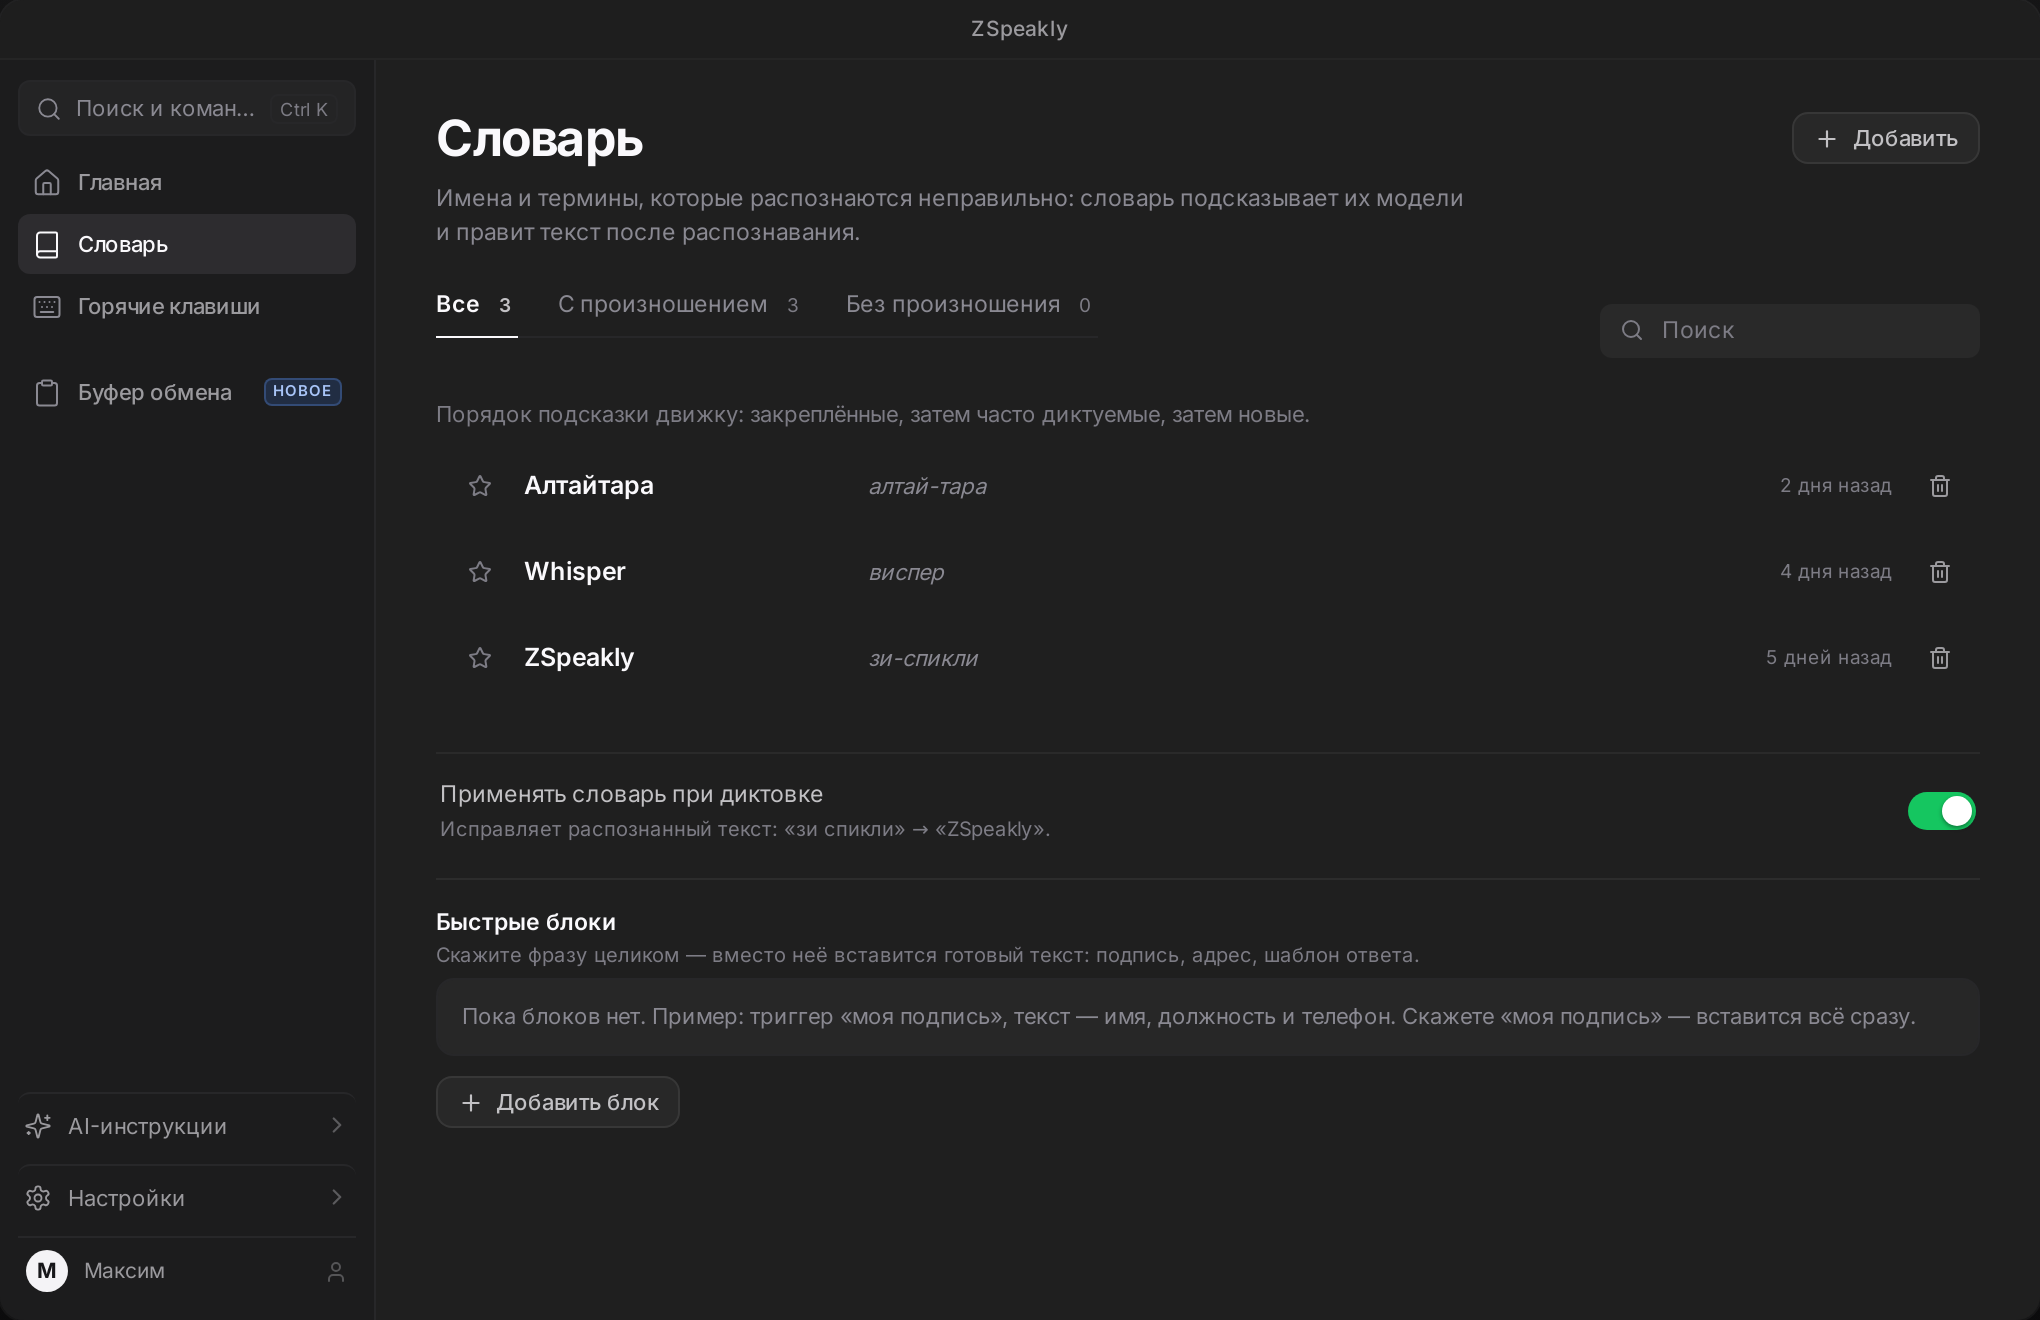 ZSpeakly
Поиск и коман... Ctrl K
Главная
Словарь
Горячие клавиши
Буфер обмена НОВОЕ
AI-инструкции
Настройки
М Максим
Словарь
+ Добавить
Имена и термины, которые распознаются неправильно: словарь подсказывает их модели
и правит текст после распознавания.
Все 3 С произношением 3 Без произношения 0
Поиск
Порядок подсказки движку: закреплённые, затем часто диктуемые, затем новые.
Алтайтара алтай-тара 2 дня назад
Whisper виспер 4 дня назад
ZSpeakly зи-спикли 5 дней назад
Применять словарь при диктовке
Исправляет распознанный текст: «зи спикли» → «ZSpeakly».
Быстрые блоки
Скажите фразу целиком — вместо неё вставится готовый текст: подпись, адрес, шаблон ответа.
Пока блоков нет. Пример: триггер «моя подпись», текст — имя, должность и телефон. Скажете «моя подпись» — вставится всё сразу.
+ Добавить блок